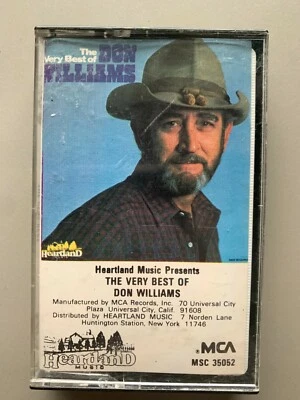 The
Very Best of
DON
WILLIAMS
Heartland
Heartland Music Presents
THE VERY BEST OF
DON WILLIAMS
Manufactured by MCA Records, Inc. 70 Universal City
Plaza Universal City, Calif. 91608
Distributed by HEARTLAND MUSIC 7 Norden Lane
Huntington Station, New York 11746
Heartland
MUSIC
MCA
MSC 35052